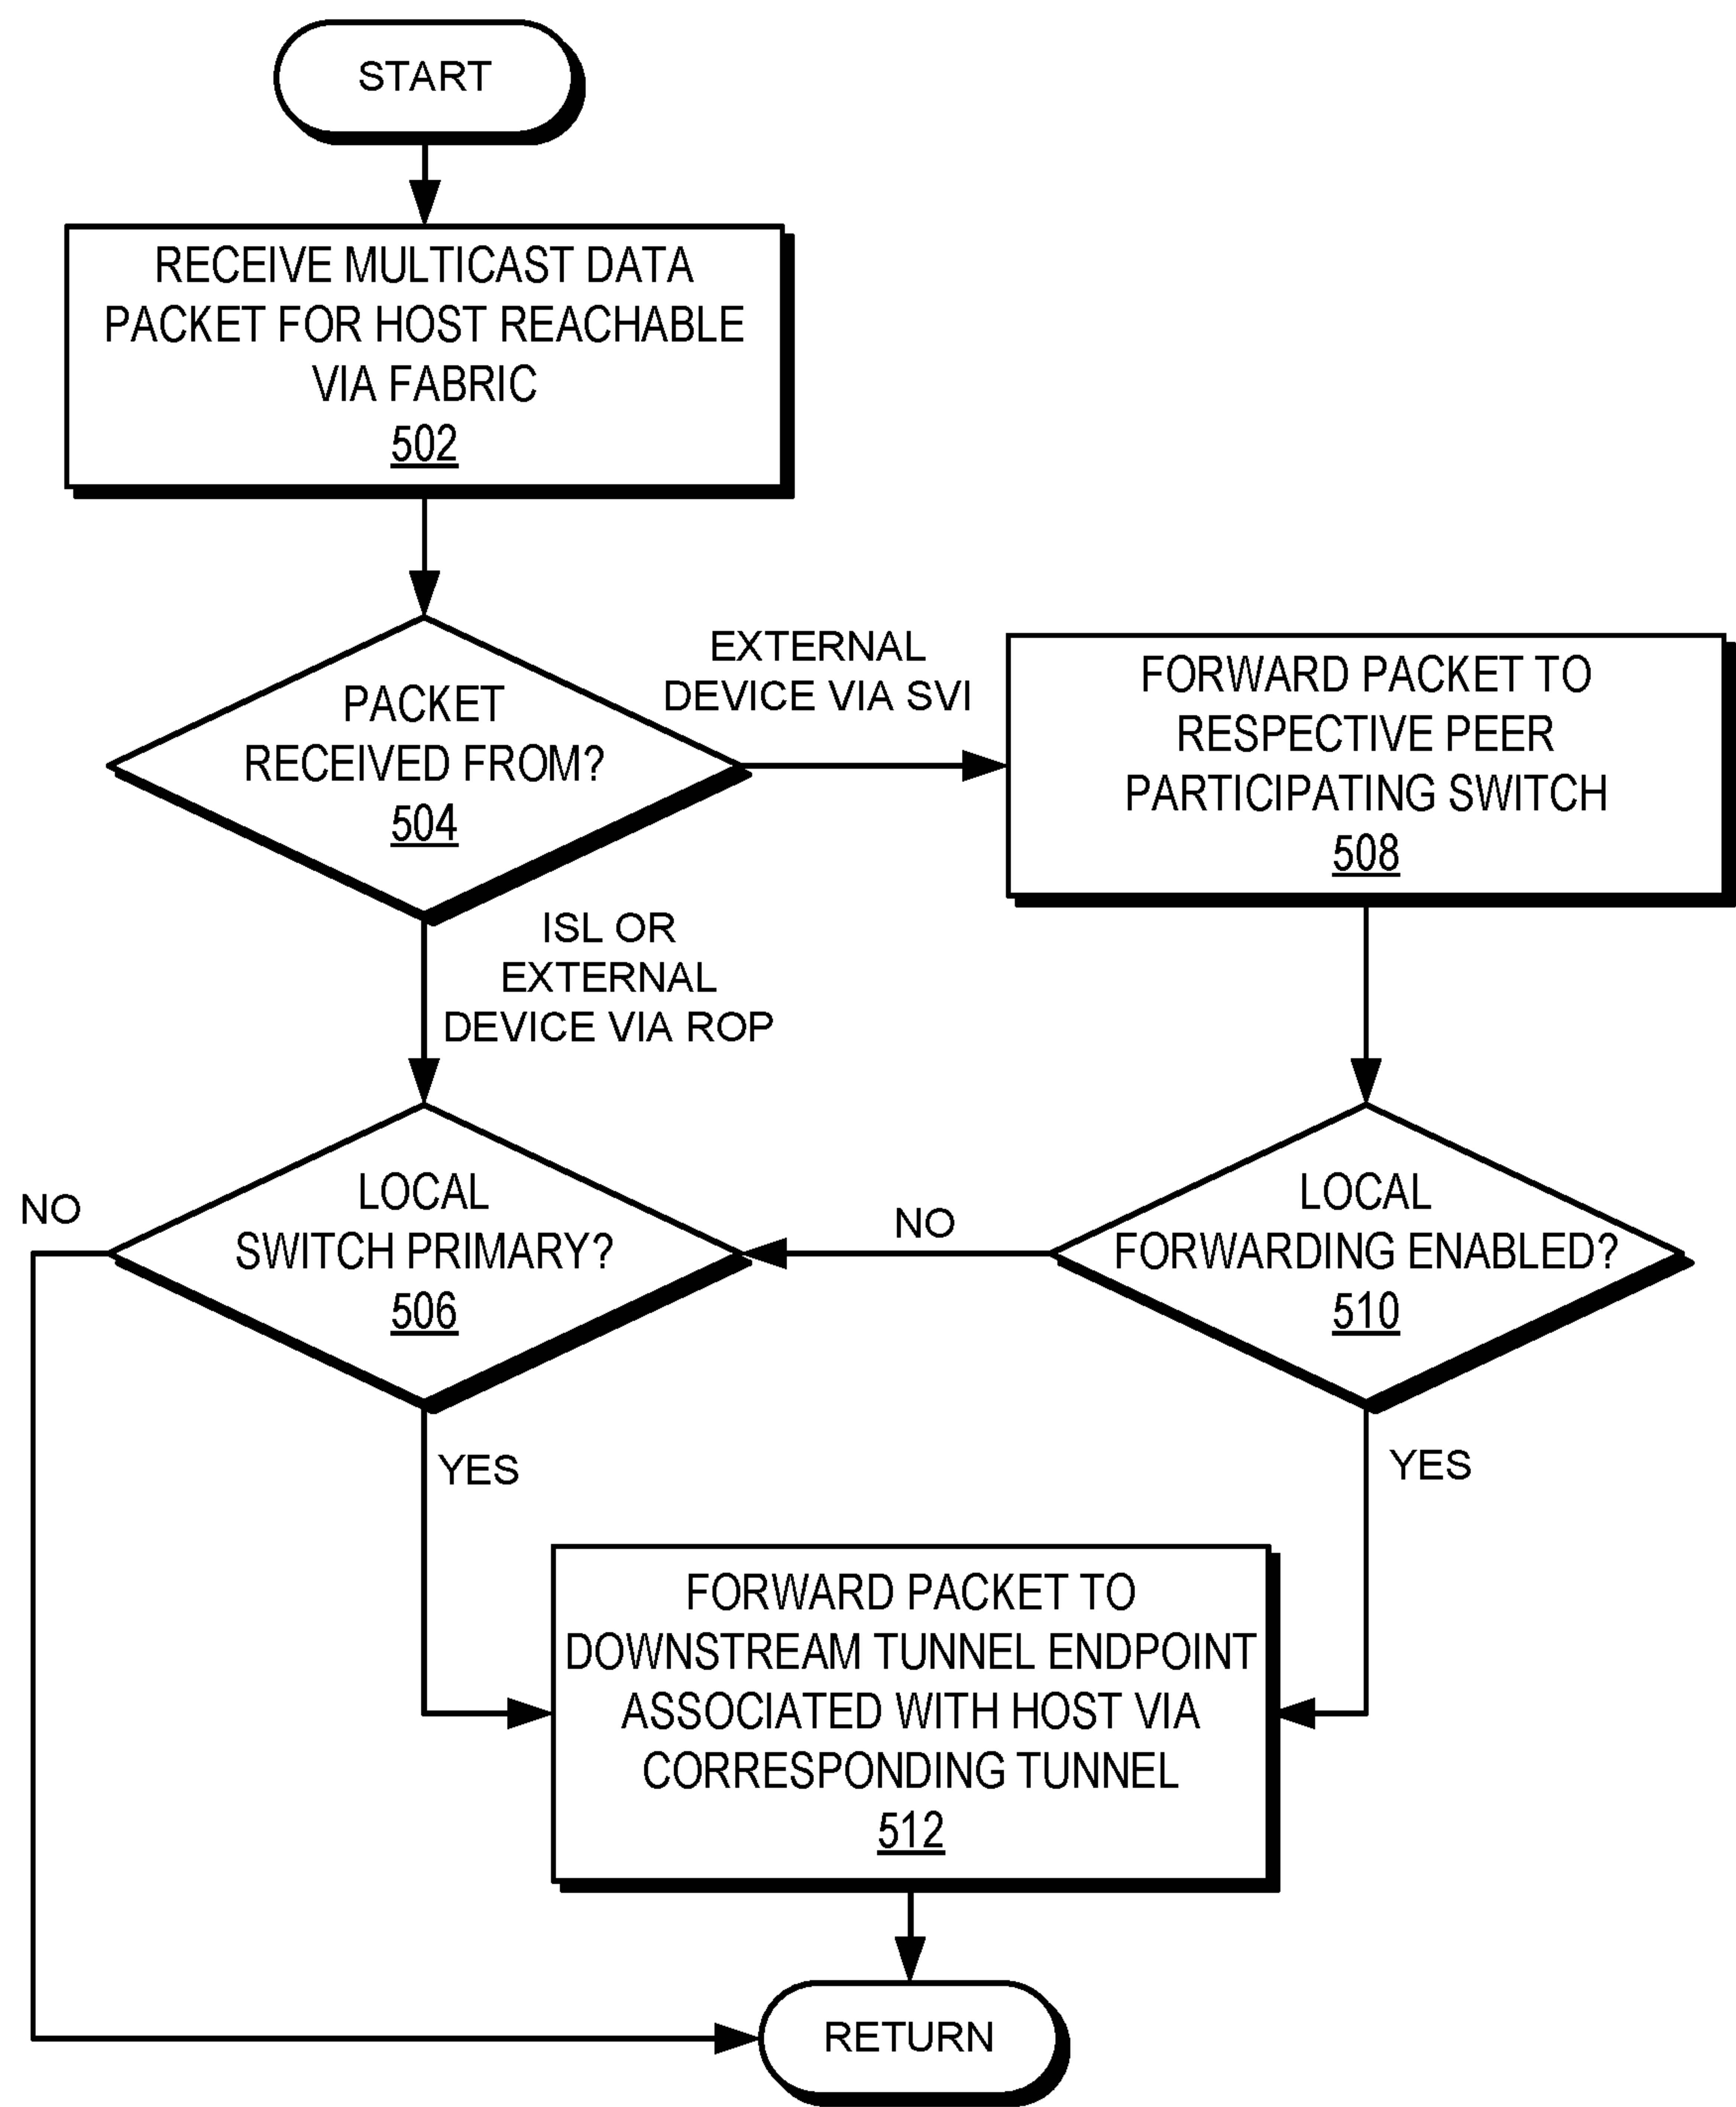 START
RECEIVE MULTICAST DATA
PACKET FOR HOST REACHABLE
VIA FABRIC
502
PACKET
RECEIVED FROM?
504
EXTERNAL
DEVICE VIA SVI
FORWARD PACKET TO
RESPECTIVE PEER
PARTICIPATING SWITCH
508
ISL OR
EXTERNAL
DEVICE VIA ROP
NO
LOCAL
SWITCH PRIMARY?
506
NO
LOCAL
FORWARDING ENABLED?
510
YES
YES
FORWARD PACKET TO
DOWNSTREAM TUNNEL ENDPOINT
ASSOCIATED WITH HOST VIA
CORRESPONDING TUNNEL
512
RETURN